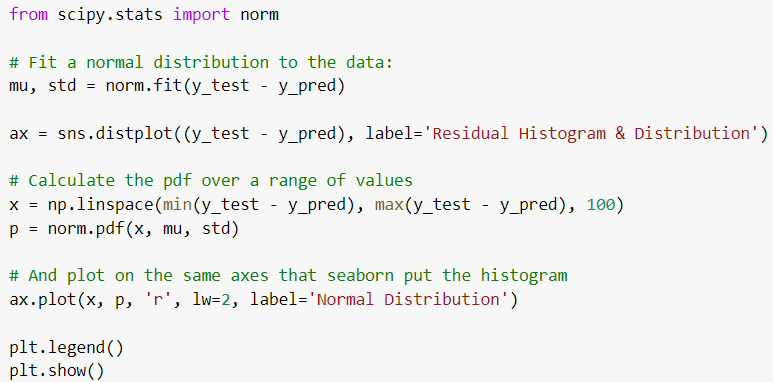 from scipy.stats import norm
# Fit a normal distribution to the data:
mu, std = norm.fit(y_test - y_pred)
ax = sns.distplot((y_test - y_pred), label='Residual Histogram & Distribution')
# Calculate the pdf over a range of values
x = np.linspace(min(y_test - y_pred), max(y_test - y_pred), 100)
p = norm.pdf(x, mu, std)
# And plot on the same axes that seaborn put the histogram
ax.plot(x, p, 'r', lw=2, label='Normal Distribution')
plt.legend()
plt.show()